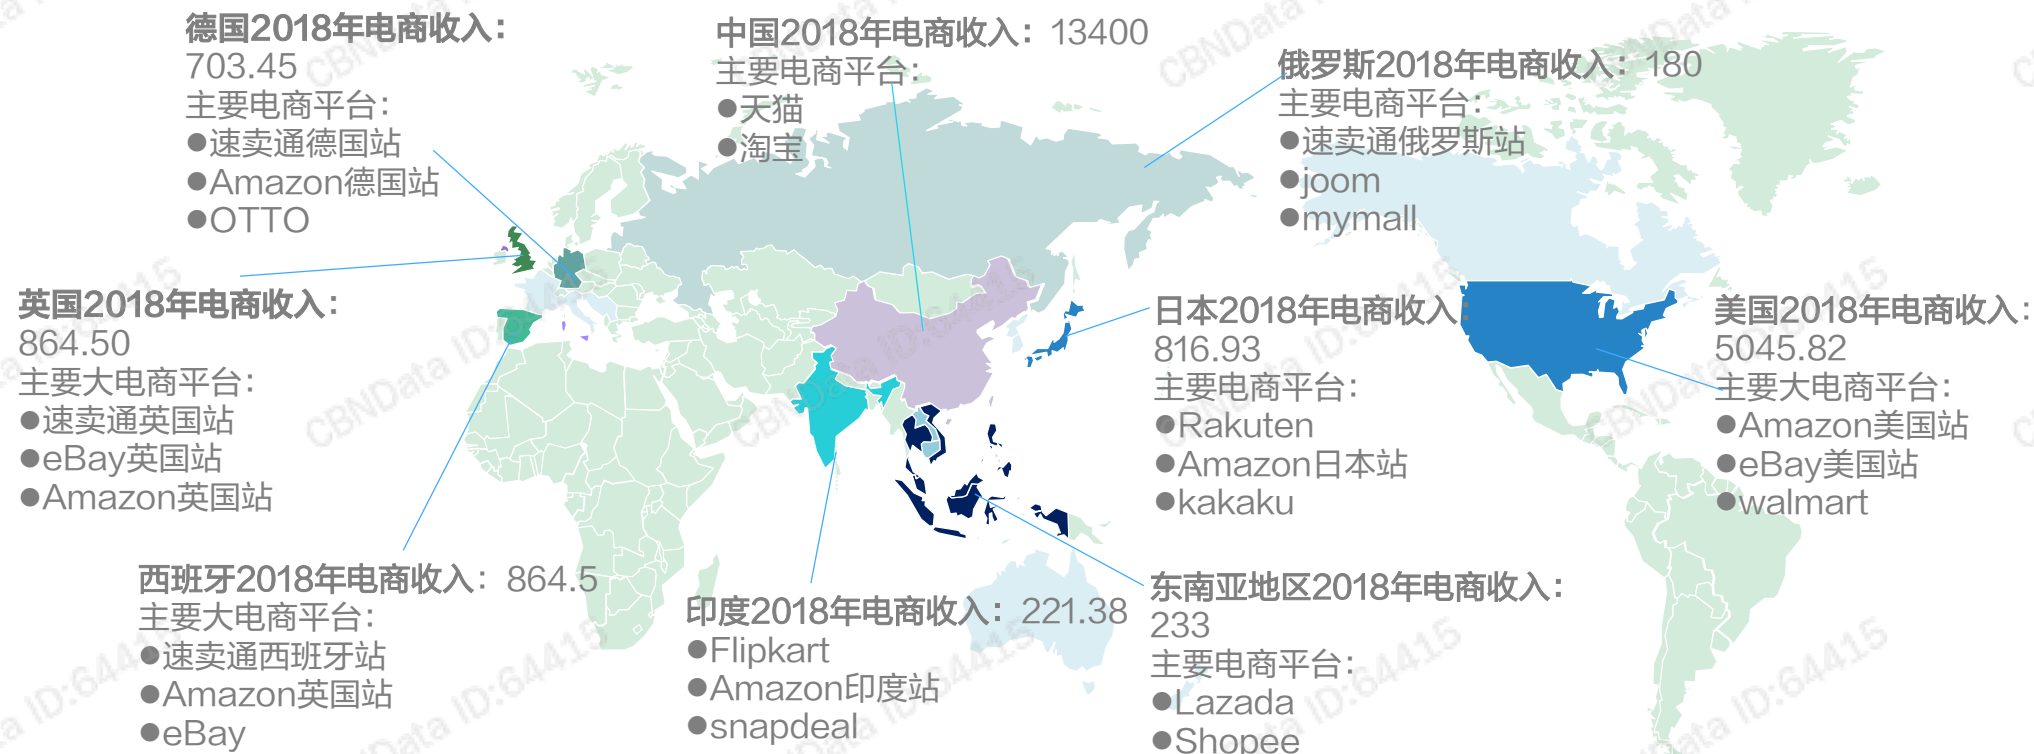 德国2018年电商收入：
703.45
主要电商平台：
●速卖通德国站
●Amazon德国站
●OTTO
中国2018年电商收入：13400
主要电商平台：
●天猫
●淘宝
俄罗斯2018年电商收入：180
主要电商平台：
●速卖通俄罗斯站
●joom
●mymall
英国2018年电商收入：
864.50
主要大电商平台：
●速卖通英国站
●eBay英国站
●Amazon英国站
日本2018年电商收入：
816.93
主要电商平台：
●Rakuten
●Amazon日本站
●kakaku
美国2018年电商收入：
5045.82
主要大电商平台：
●Amazon美国站
●eBay美国站
●walmart
西班牙2018年电商收入：864.5
主要大电商平台：
●速卖通西班牙站
●Amazon英国站
●eBay
印度2018年电商收入：221.38
●Flipkart
●Amazon印度站
●snapdeal
东南亚地区2018年电商收入：
233
主要电商平台：
●Lazada
●Shopee
CBNData ID:64415